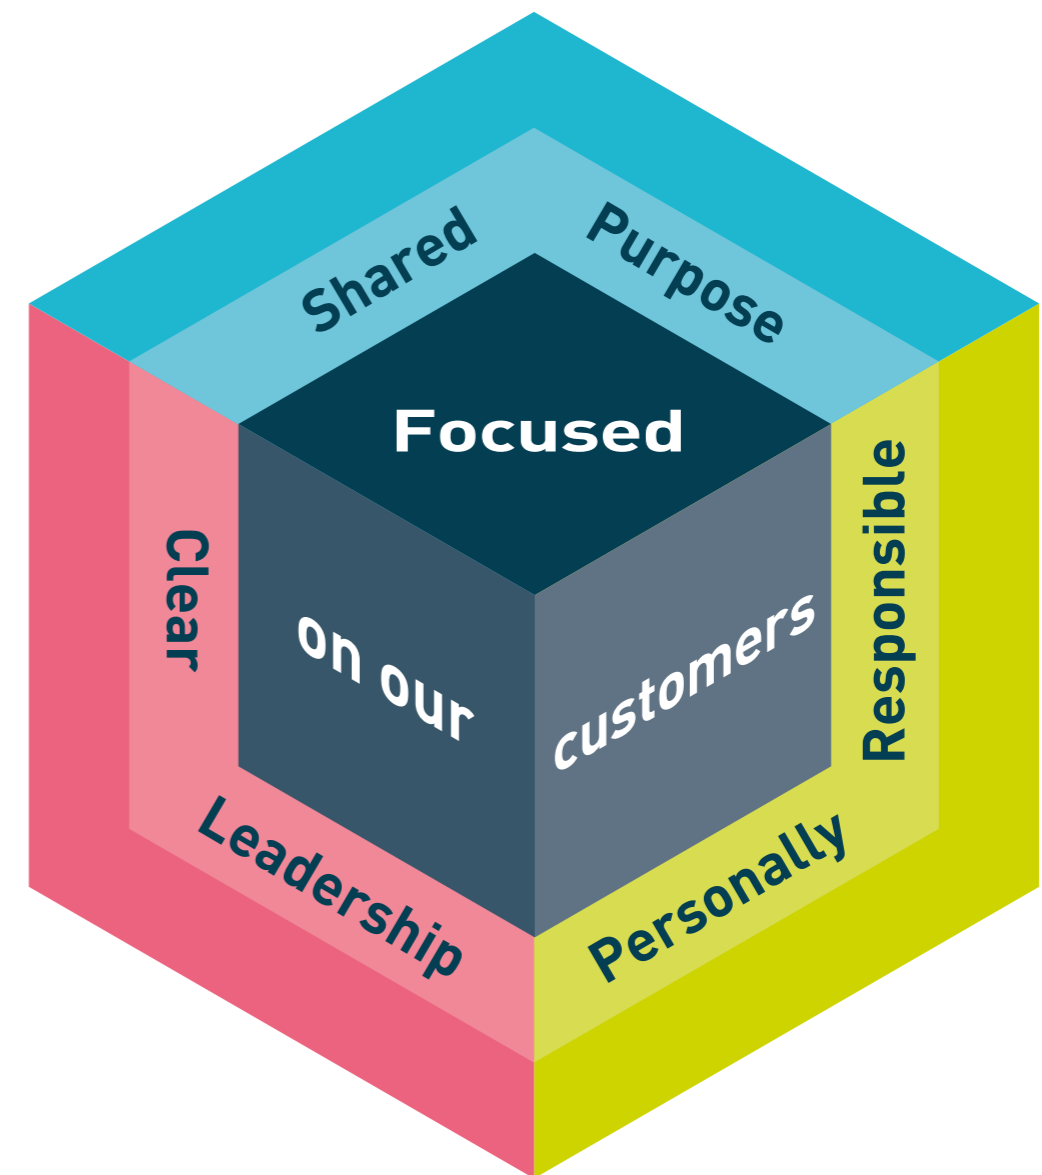 Shared
Purpose
Focused
on our
customers
Clear
Leadership
Personally
Responsible